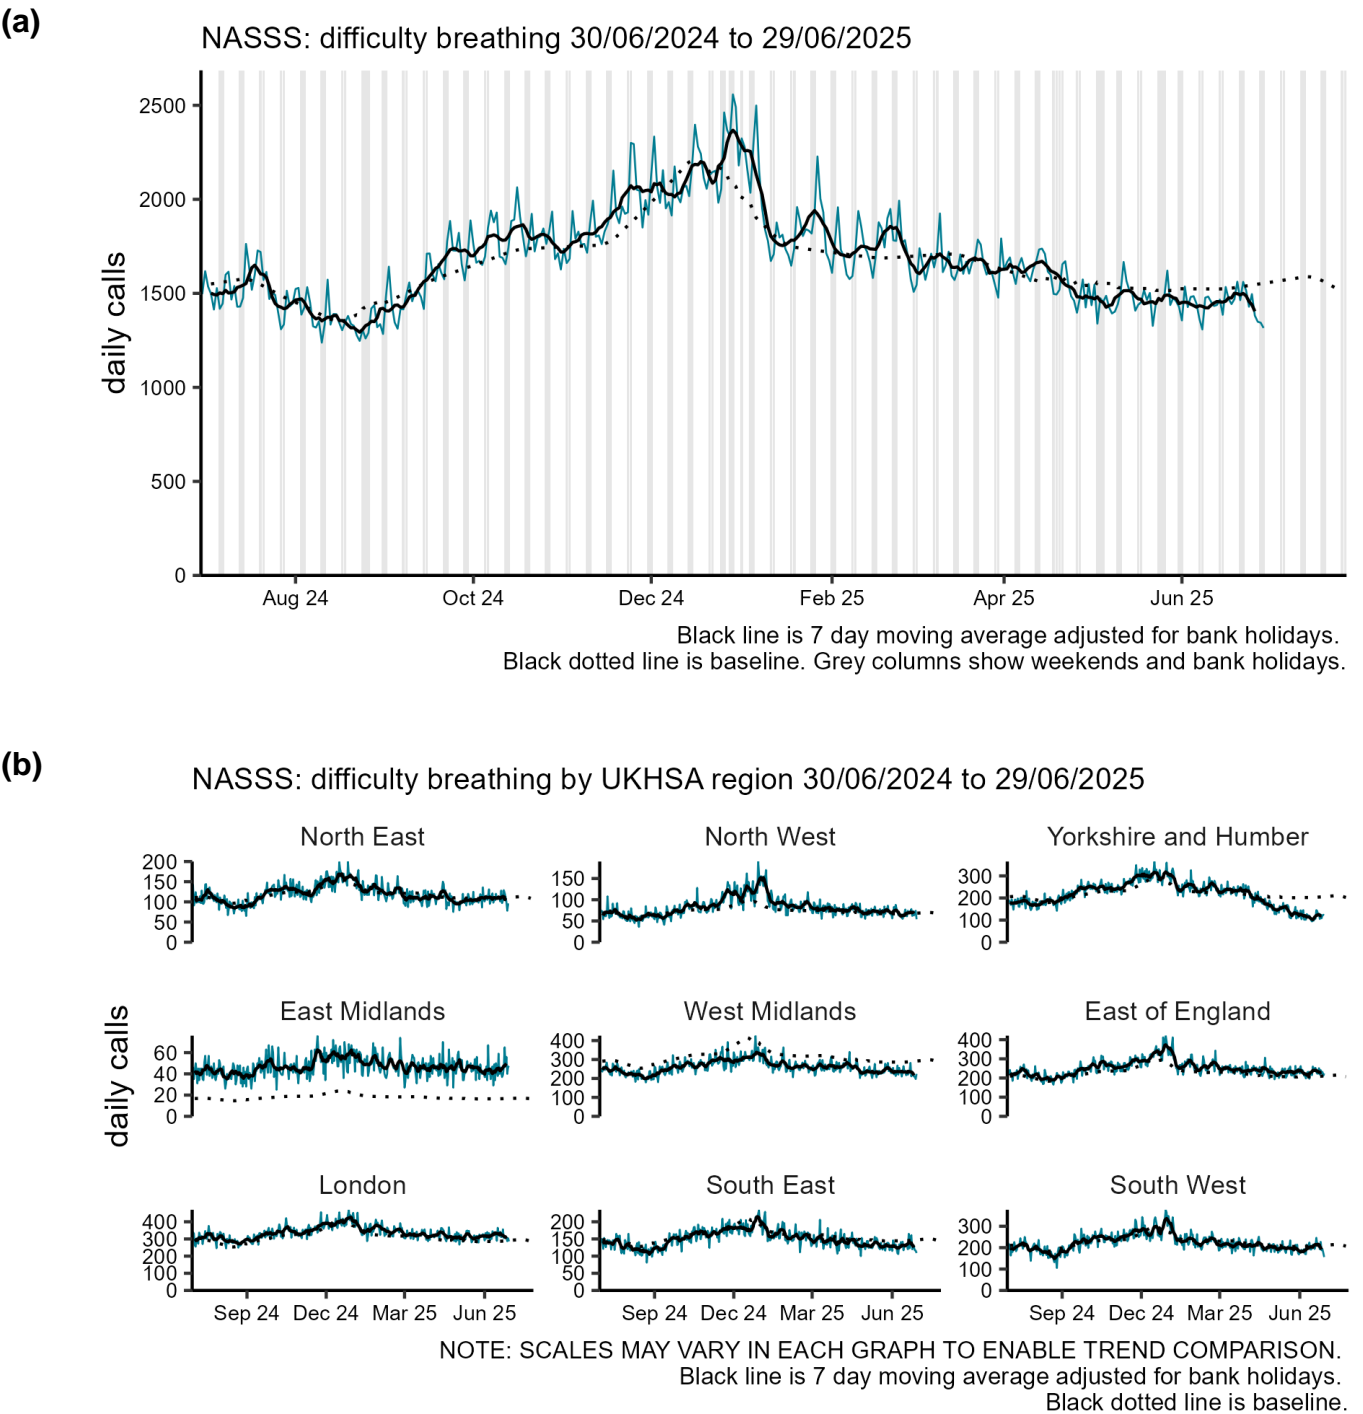 (a)
NASSS: difficulty breathing 30/06/2024 to 29/06/2025
daily calls
2500
2000
1500
1000
500
0
Aug 24 Oct 24 Dec 24 Feb 25 Apr 25 Jun 25
Black line is 7 day moving average adjusted for bank holidays.
Black dotted line is baseline. Grey columns show weekends and bank holidays.
(b)
NASSS: difficulty breathing by UKHSA region 30/06/2024 to 29/06/2025
daily calls
North East
200
150
100
50
0
North West
150
100
50
0
Yorkshire and Humber
300
200
100
0
East Midlands
60
40
20
0
West Midlands
400
300
200
100
0
East of England
400
300
200
100
0
London
400
300
200
100
0
Sep 24 Dec 24 Mar 25 Jun 25
South East
200
150
100
50
0
Sep 24 Dec 24 Mar 25 Jun 25
South West
300
200
100
0
Sep 24 Dec 24 Mar 25 Jun 25
NOTE: SCALES MAY VARY IN EACH GRAPH TO ENABLE TREND COMPARISON.
Black line is 7 day moving average adjusted for bank holidays.
Black dotted line is baseline.